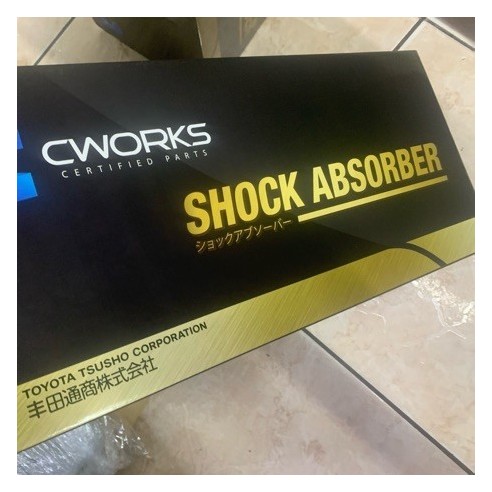 CWORKS
CERTIFIED PARTS
SHOCK ABSORBER
ショックアブソーバー
TOYOTA TSUSHO CORPORATION
丰田通商株式会社